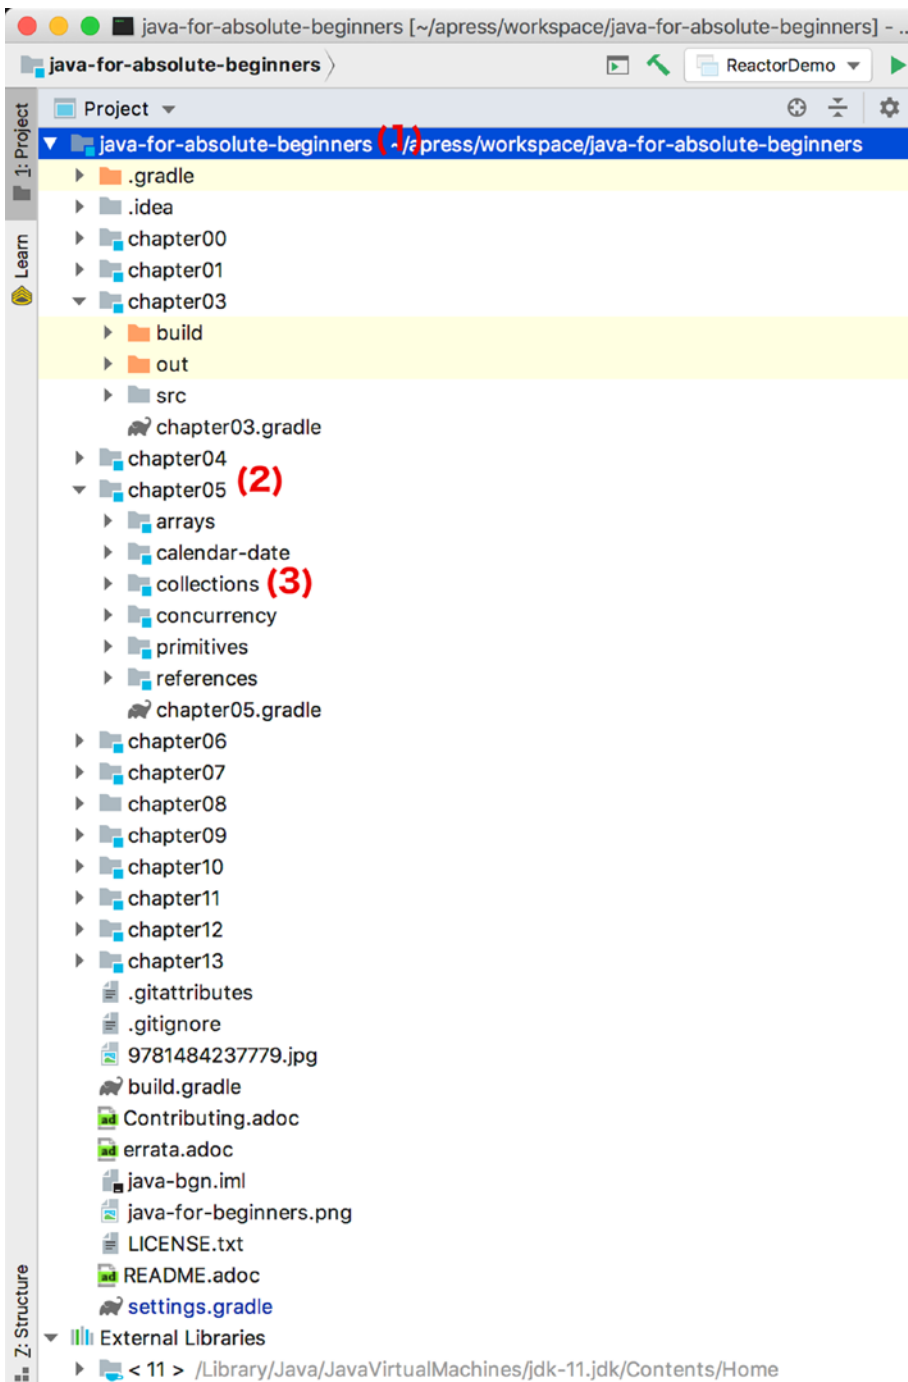 java-for-absolute-beginners [~/apress/workspace/java-for-absolute-beginners] - ...
java-for-absolute-beginners
ReactorDemo
1: Project
Learn
Project
java-for-absolute-beginners (1) ~/apress/workspace/java-for-absolute-beginners
.gradle
.idea
chapter00
chapter01
chapter03
build
out
src
chapter03.gradle
chapter04
chapter05 (2)
arrays
calendar-date
collections (3)
concurrency
primitives
references
chapter05.gradle
chapter06
chapter07
chapter08
chapter09
chapter10
chapter11
chapter12
chapter13
.gitattributes
.gitignore
9781484237779.jpg
build.gradle
ad Contributing.adoc
ad errata.adoc
java-bgn.iml
java-for-beginners.png
LICENSE.txt
ad README.adoc
settings.gradle
Z: Structure
External Libraries
< 11 > /Library/Java/JavaVirtualMachines/jdk-11.jdk/Contents/Home